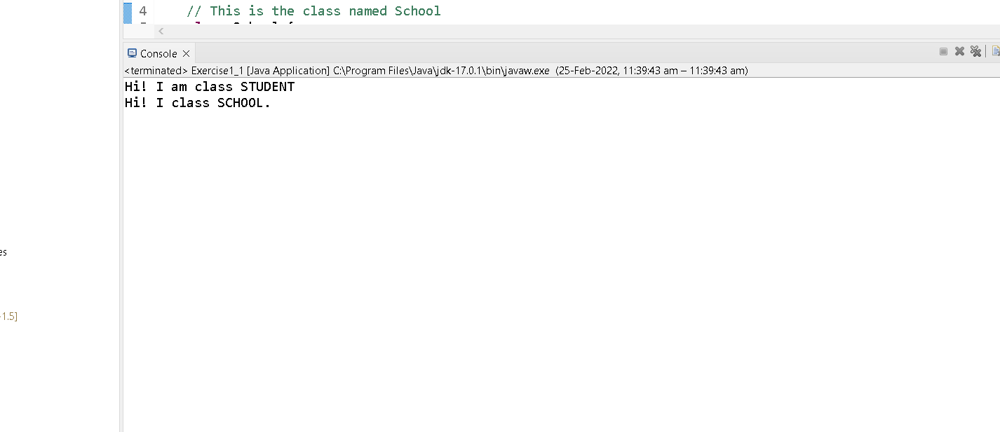 4 // This is the class named School
Console
<terminated> Exercise1_1 [Java Application] C:\Program Files\Java\jdk-17.0.1\bin\javaw.exe (25-Feb-2022, 11:39:43 am – 11:39:43 am)
Hi! I am class STUDENT
Hi! I class SCHOOL.
es
-1.5]